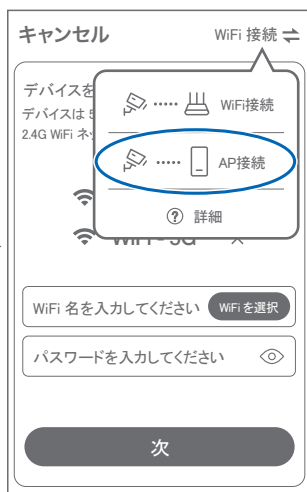 キャンセル
WiFi 接続
デバイスを
デバイスは
2.4G WiFi
WiFi接続
AP接続
? 詳細
WiFi 名を入力してください
WiFiを選択
パスワードを入力してください
次